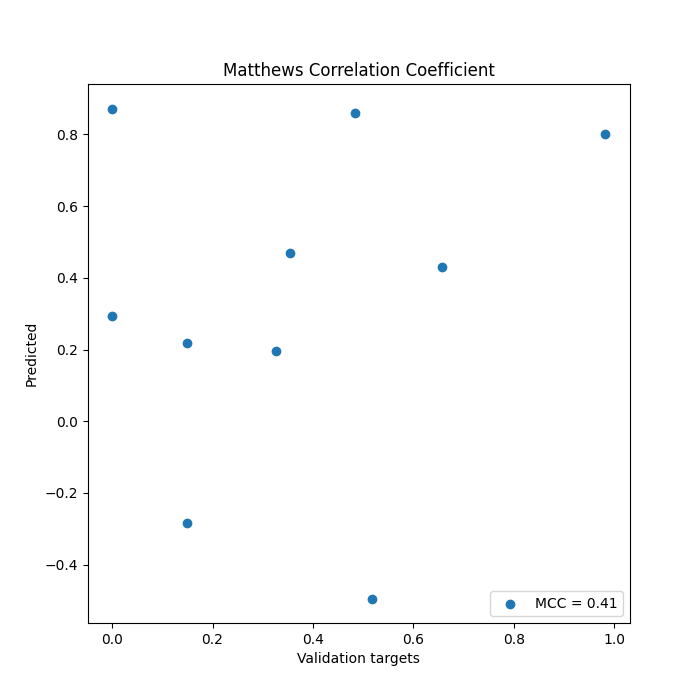 Matthews Correlation Coefficient
Predicted
0.8
0.6
0.4
0.2
0.0
−0.2
−0.4
MCC = 0.41
0.0 0.2 0.4 0.6 0.8 1.0
Validation targets